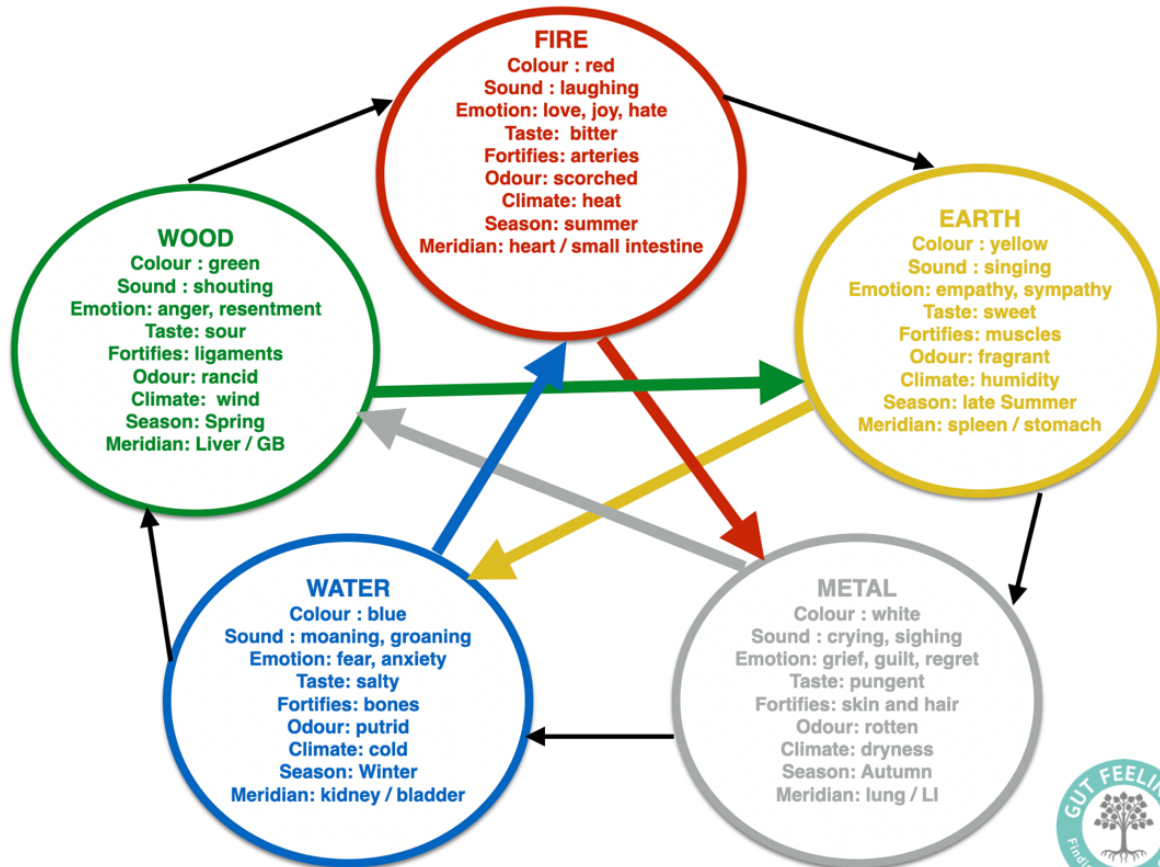 FIRE
Colour : red
Sound : laughing
Emotion: love, joy, hate
Taste:  bitter
Fortifies: arteries
Odour: scorched
Climate: heat
Season: summer
Meridian: heart / small intestine
WOOD
Colour : green
Sound : shouting
Emotion: anger, resentment
Taste: sour
Fortifies: ligaments
Odour: rancid
Climate:  wind
Season: Spring
Meridian: Liver / GB
EARTH
Colour : yellow
Sound : singing
Emotion: empathy, sympathy
Taste: sweet
Fortifies: muscles
Odour: fragrant
Climate: humidity
Season: late Summer
Meridian: spleen / stomach
WATER
Colour : blue
Sound : moaning, groaning
Emotion: fear, anxiety
Taste: salty
Fortifies: bones
Odour: putrid
Climate: cold
Season: Winter
Meridian: kidney / bladder
METAL
Colour : white
Sound : crying, sighing
Emotion: grief, guilt, regret
Taste: pungent
Fortifies: skin and hair
Odour: rotten
Climate: dryness
Season: Autumn
Meridian: lung / LI
GUT